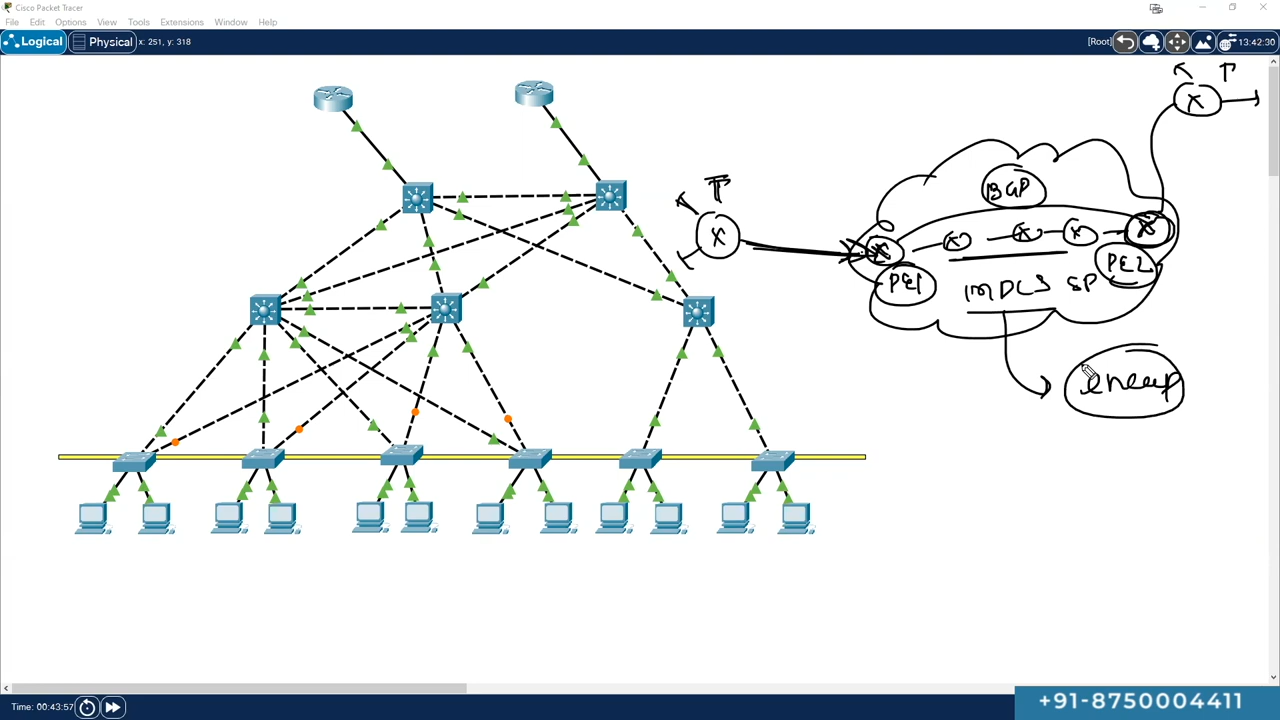 Cisco Packet Tracer
File Edit Options View Tools Extensions Window Help
Logical Physical x: 251, y: 318 [Root] 13:42:30
BGP
PE1
PE2
MPLS SP
Time: 00:43:57
+91-8750004411